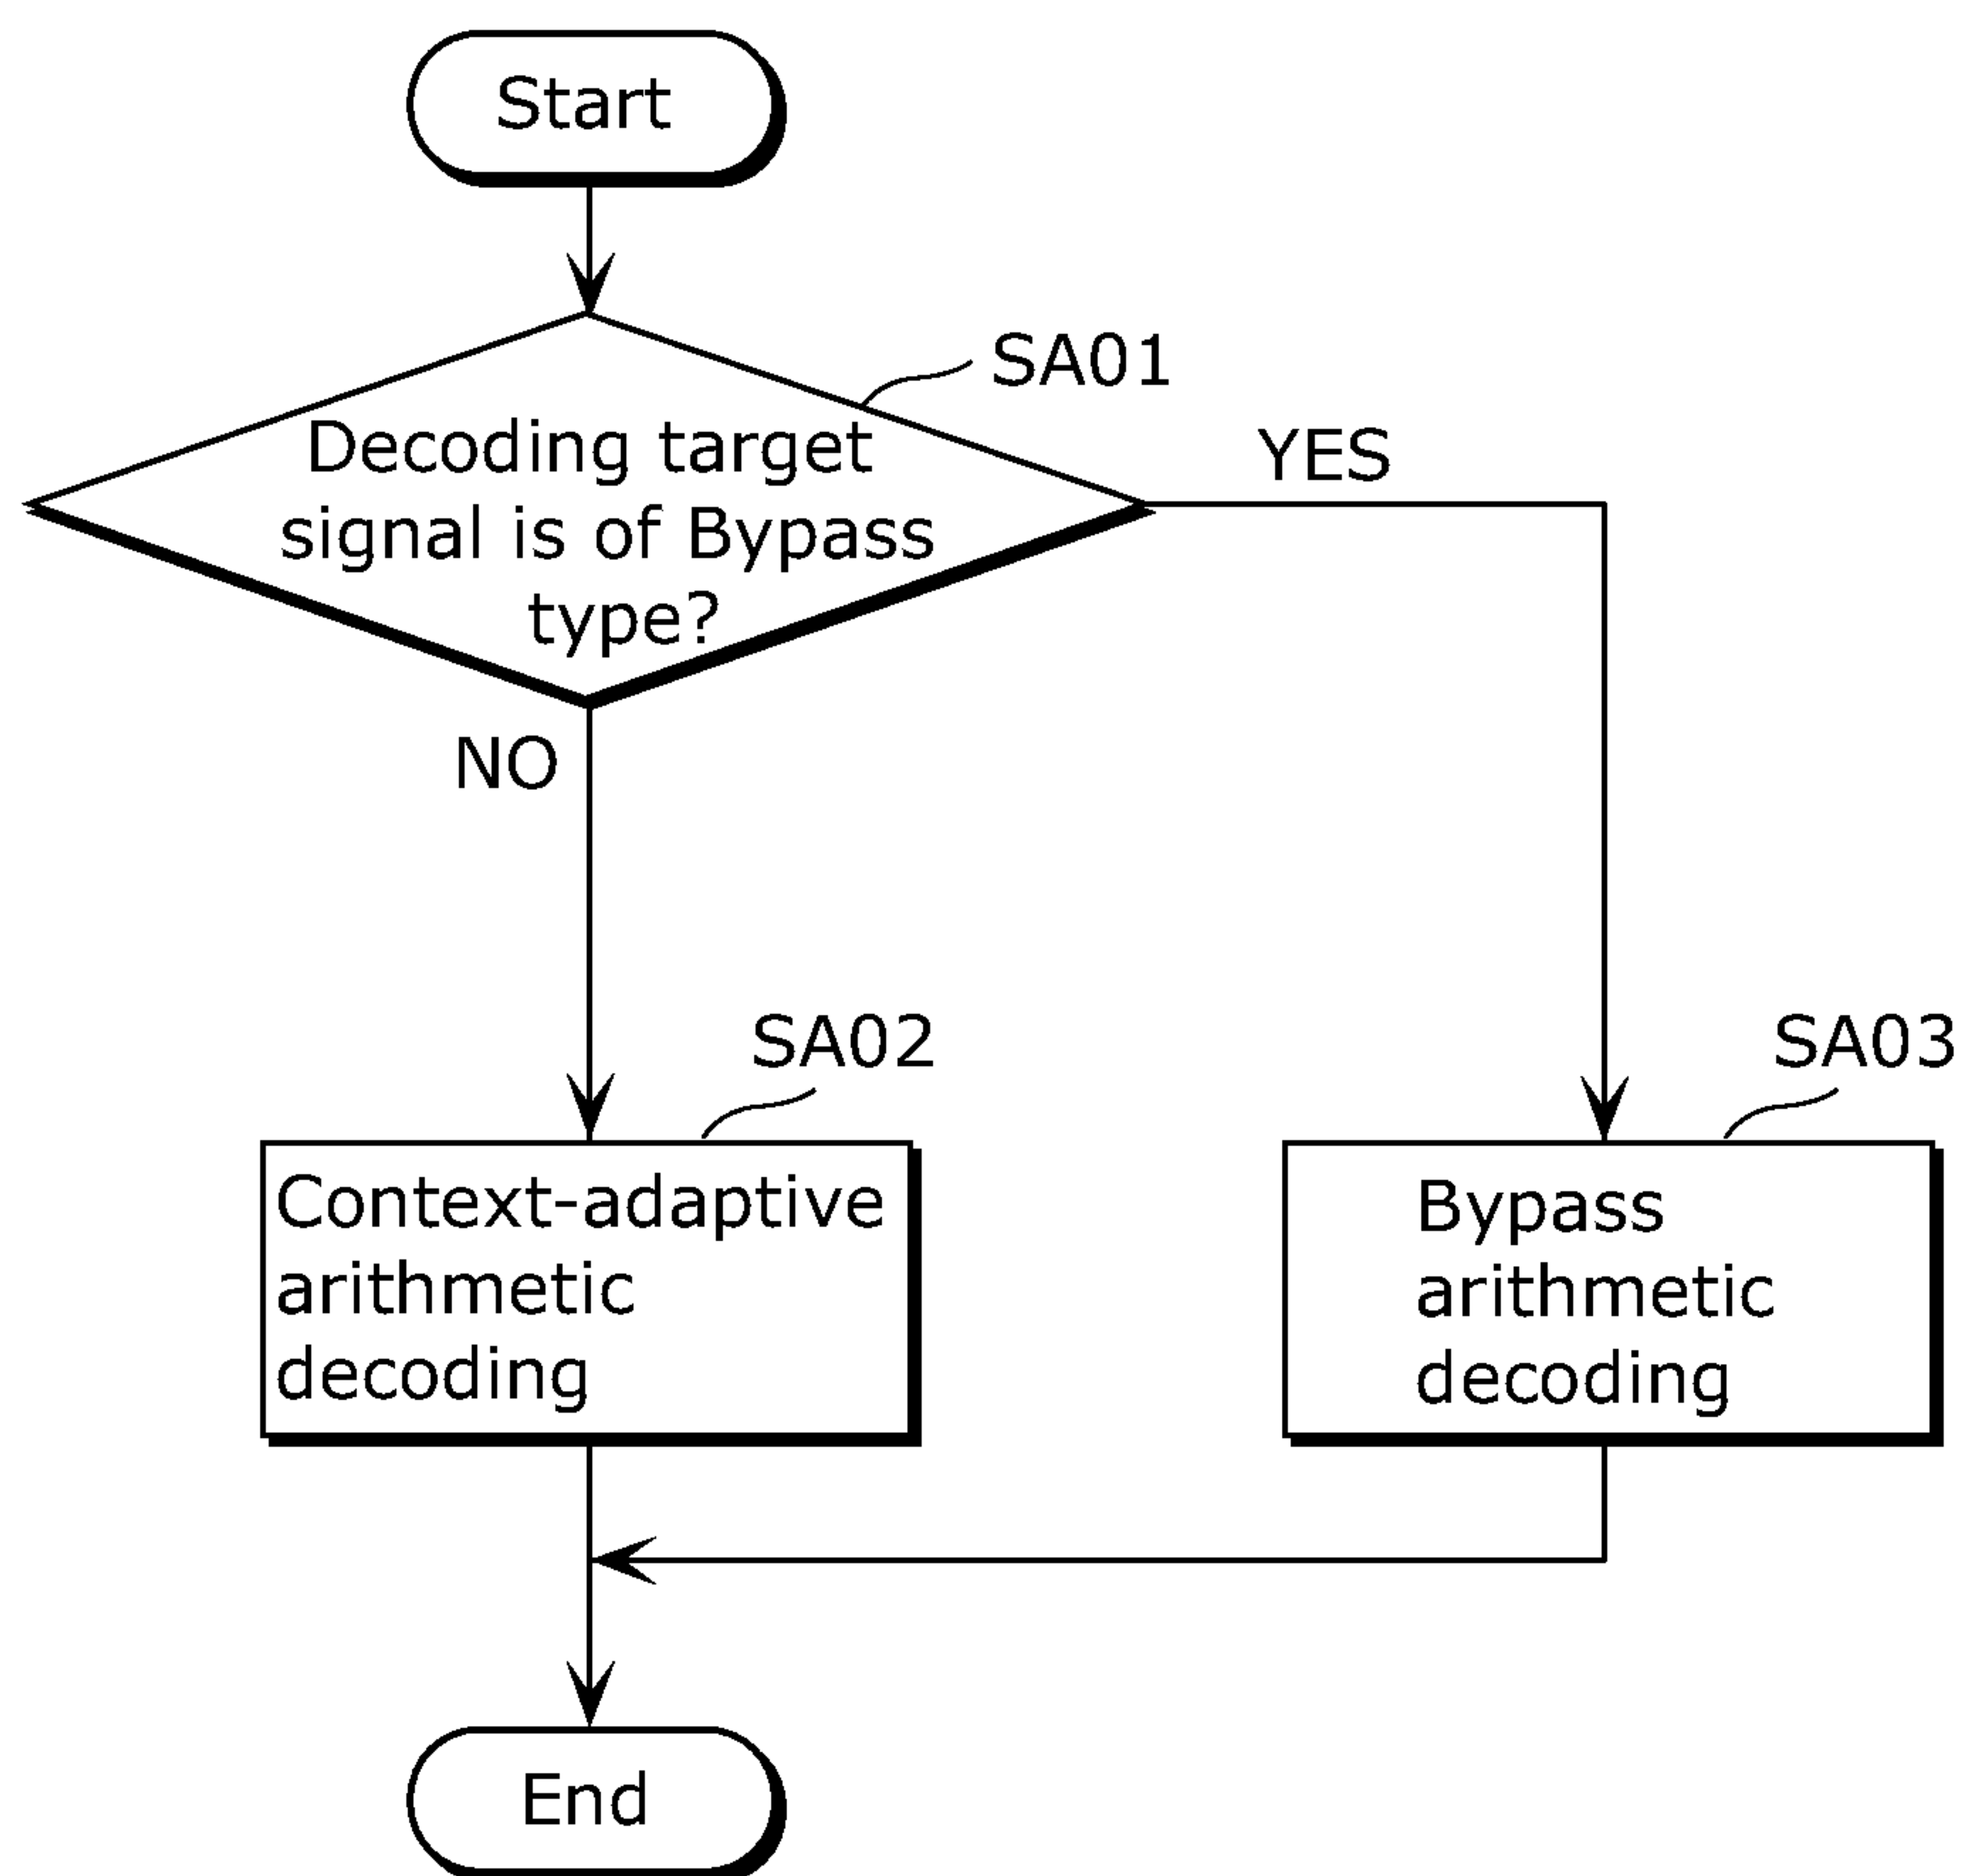 Start
SA01
Decoding target
signal is of Bypass
type?
YES
NO
SA02
SA03
Context-adaptive
arithmetic
decoding
Bypass
arithmetic
decoding
End